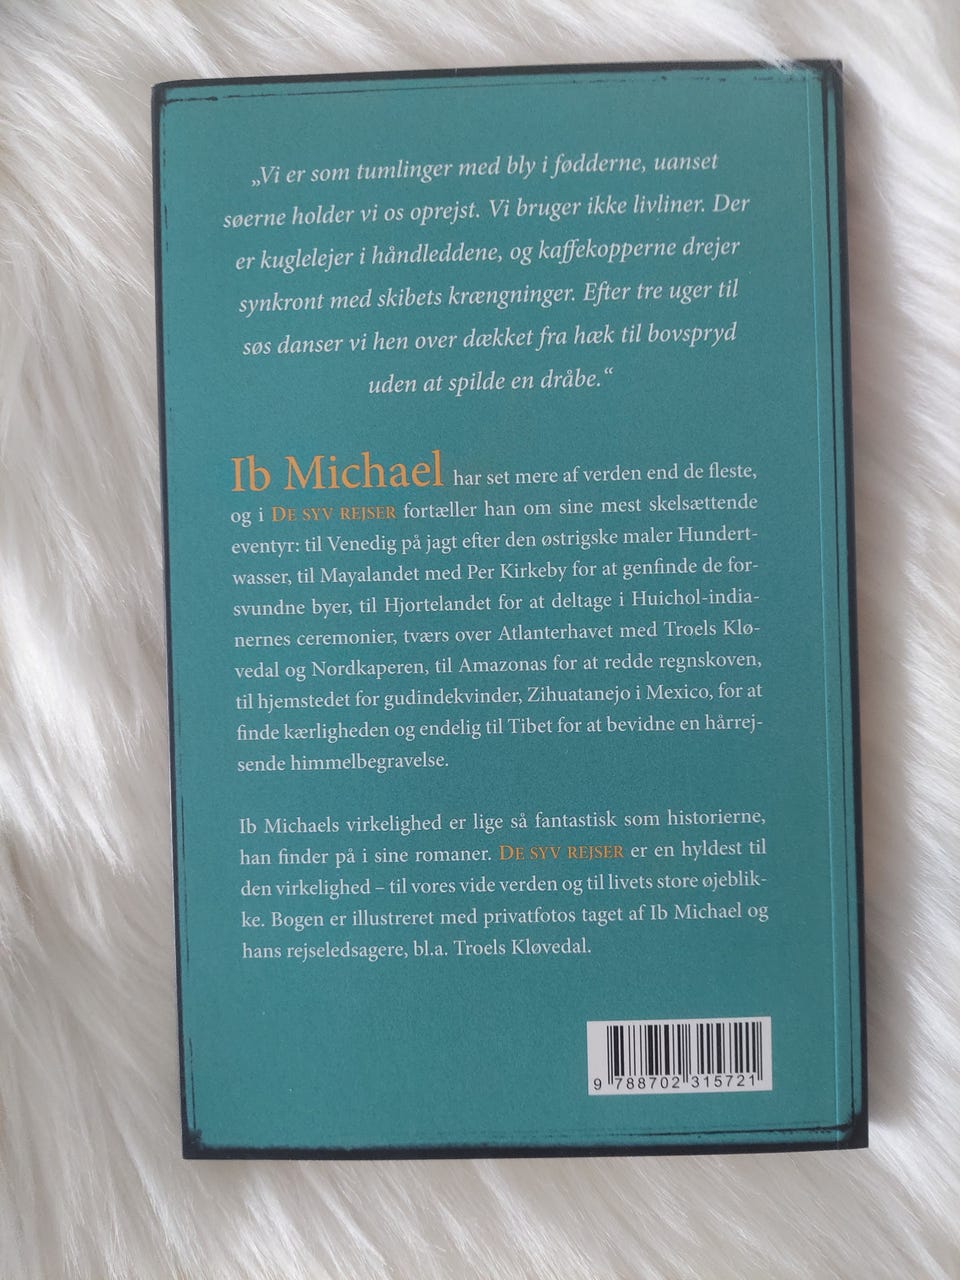 „Vi er som tumlinger med bly i fødderne, uanset
søerne holder vi os oprejst. Vi bruger ikke livliner. Der
er kuglelejer i håndleddene, og kaffekopperne drejer
synkront med skibets krængninger. Efter tre uger til
søs danser vi hen over dækket fra hæk til bovspryd
uden at spilde en dråbe.“
Ib Michael har set mere af verden end de fleste,
og i DE SYV REJSER fortæller han om sine mest skelsættende
eventyr: til Venedig på jagt efter den østrigske maler Hundert-
wasser, til Mayalandet med Per Kirkeby for at genfinde de for-
svundne byer, til Hjortelandet for at deltage i Huichol-india-
nernes ceremonier, tværs over Atlanterhavet med Troels Klø-
vedal og Nordkaperen, til Amazonas for at redde regnskoven,
til hjemstedet for gudindekvinder, Zihuatanejo i Mexico, for at
finde kærligheden og endelig til Tibet for at bevidne en hårrej-
sende himmelbegravelse.
Ib Michaels virkelighed er lige så fantastisk som historierne,
han finder på i sine romaner. DE SYV REJSER er en hyldest til
den virkelighed – til vores vide verden og til livets store øjeblik-
ke. Bogen er illustreret med privatfotos taget af Ib Michael og
hans rejseledsagere, bl.a. Troels Kløvedal.
9 788702 315721